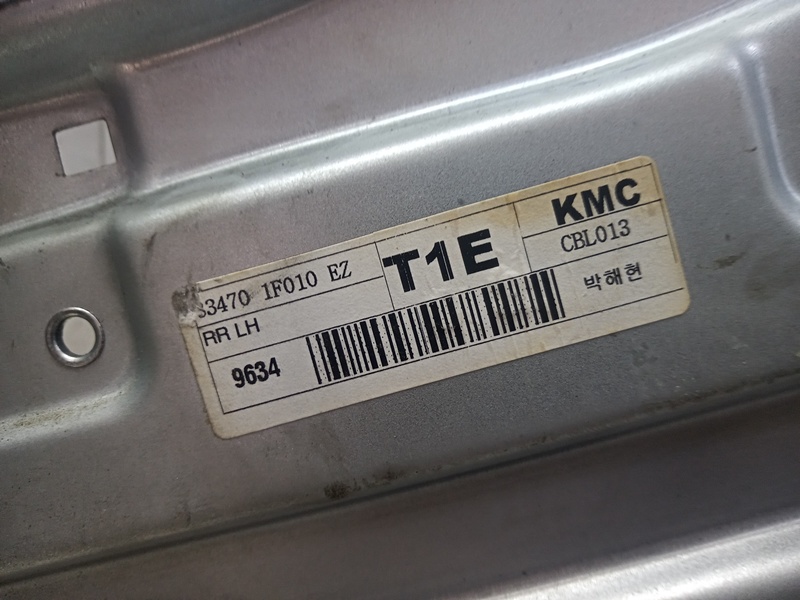 83470 1F010 EZ
RR LH
9634
T1E
KMC
CBL013
박해현